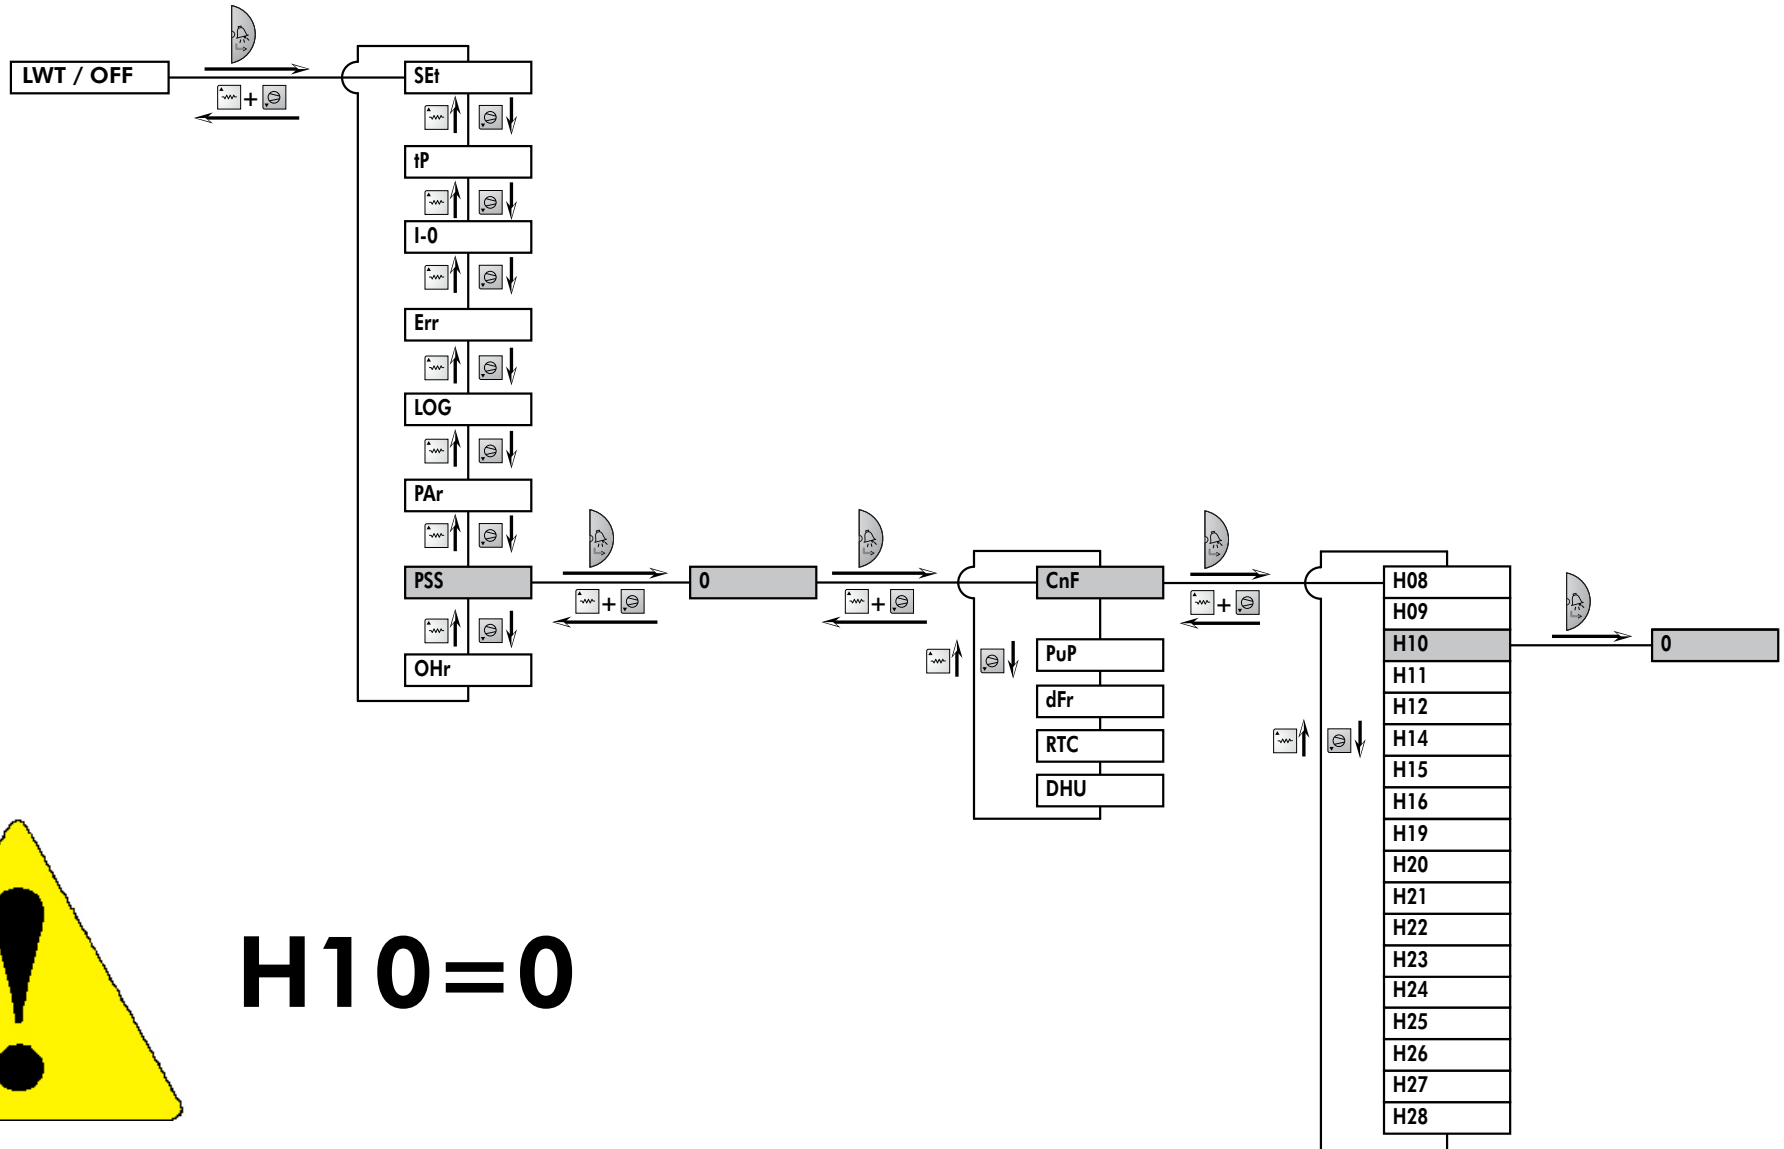 LWT / OFF
SEt
tP
I-0
Err
LOG
PAr
PSS
OHr
+
0
+
+
CnF
PuP
dFr
RTC
DHU
+
H08
H09
H10
H11
H12
H14
H15
H16
H19
H20
H21
H22
H23
H24
H25
H26
H27
H28
0
H10=0